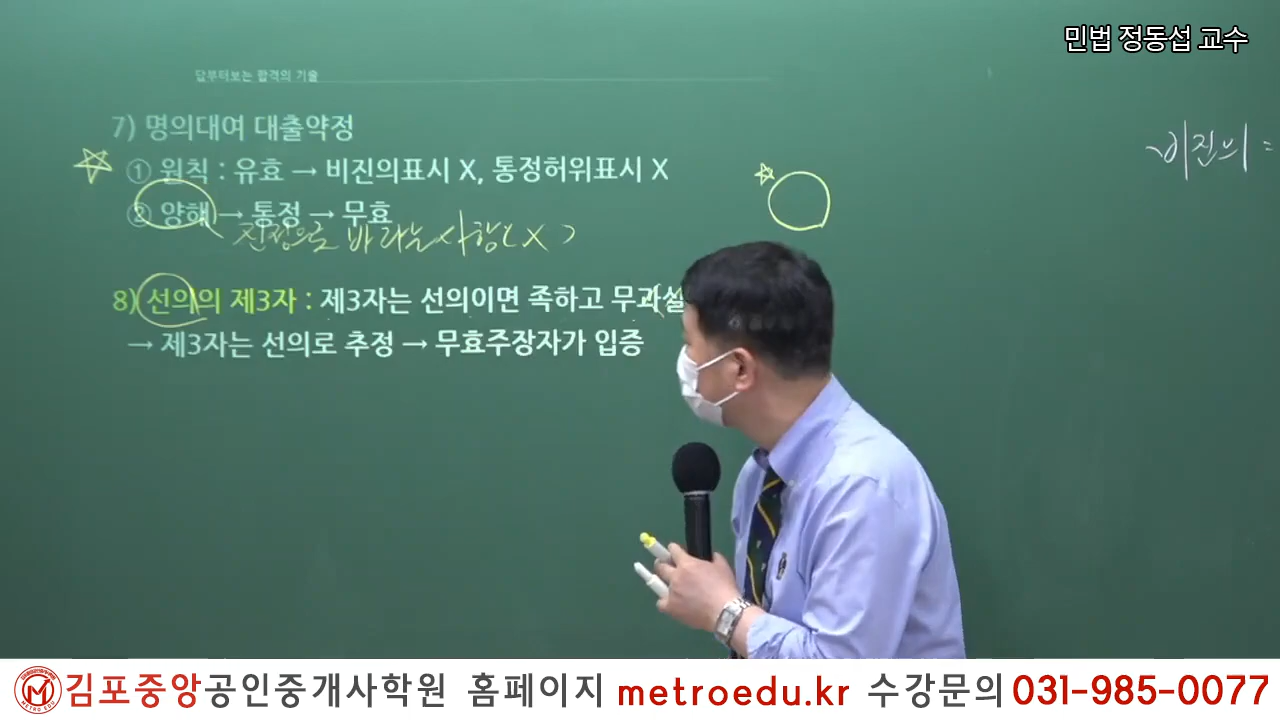 민법 정동섭 교수
답부터보는 합격의 기술
7) 명의대여 대출약정
① 원칙 : 유효 → 비진의표시 X, 통정허위표시 X
② 양해 → 통정 → 무효
진정으로 바라는 사항( X )
8) 선의의 제3자 : 제3자는 선의이면 족하고 무과실
→ 제3자는 선의로 추정 → 무효주장자가 입증
비진의 =
김포중앙공인중개사학원 홈페이지 metroedu.kr 수강문의 031-985-0077
M
METRO EDU